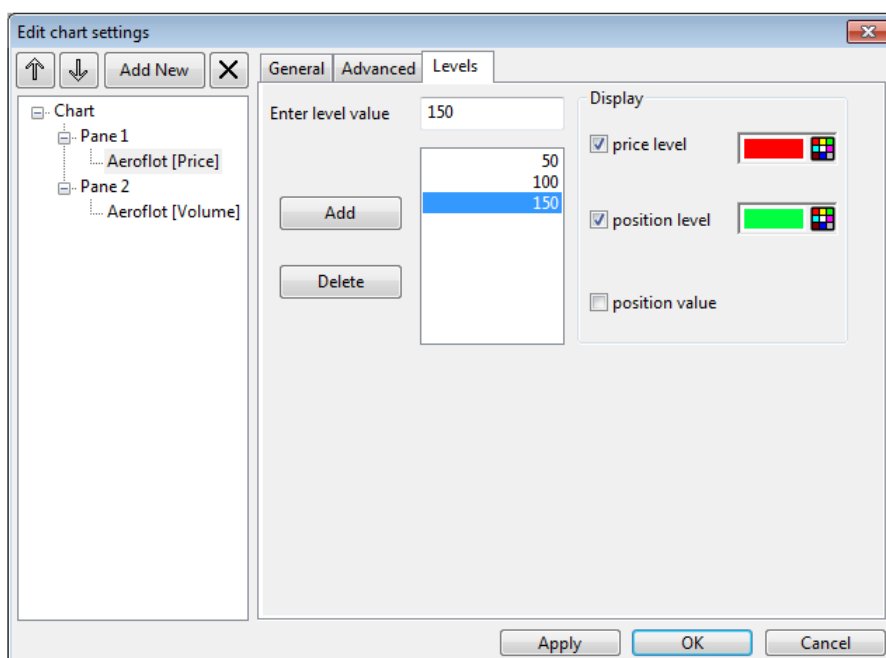 Edit chart settings
Add New
Chart
Pane 1
Aeroflot [Price]
Pane 2
Aeroflot [Volume]
General
Advanced
Levels
Enter level value
150
50
100
150
Add
Delete
Display
price level
position level
position value
Apply
OK
Cancel